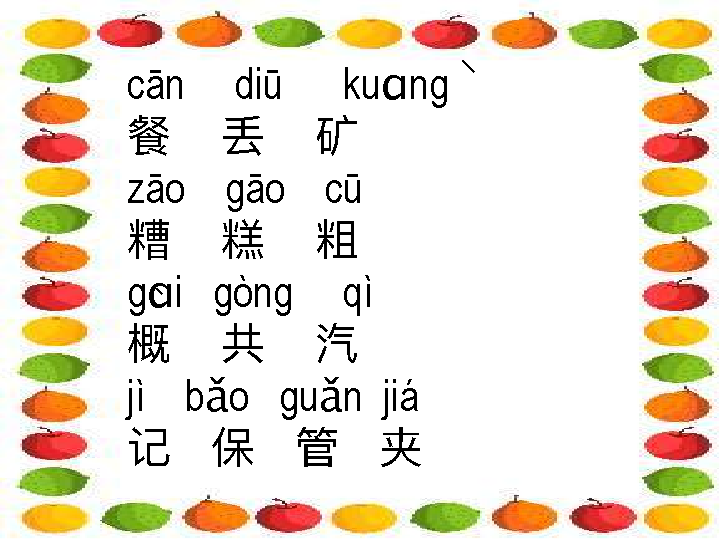 cān diū kuɑng ˋ
餐 丢 矿
zāo gāo cū
糟 糕 粗
gɑi gòng qì
概 共 汽
jì bǎo guǎn jiá
记 保 管 夹